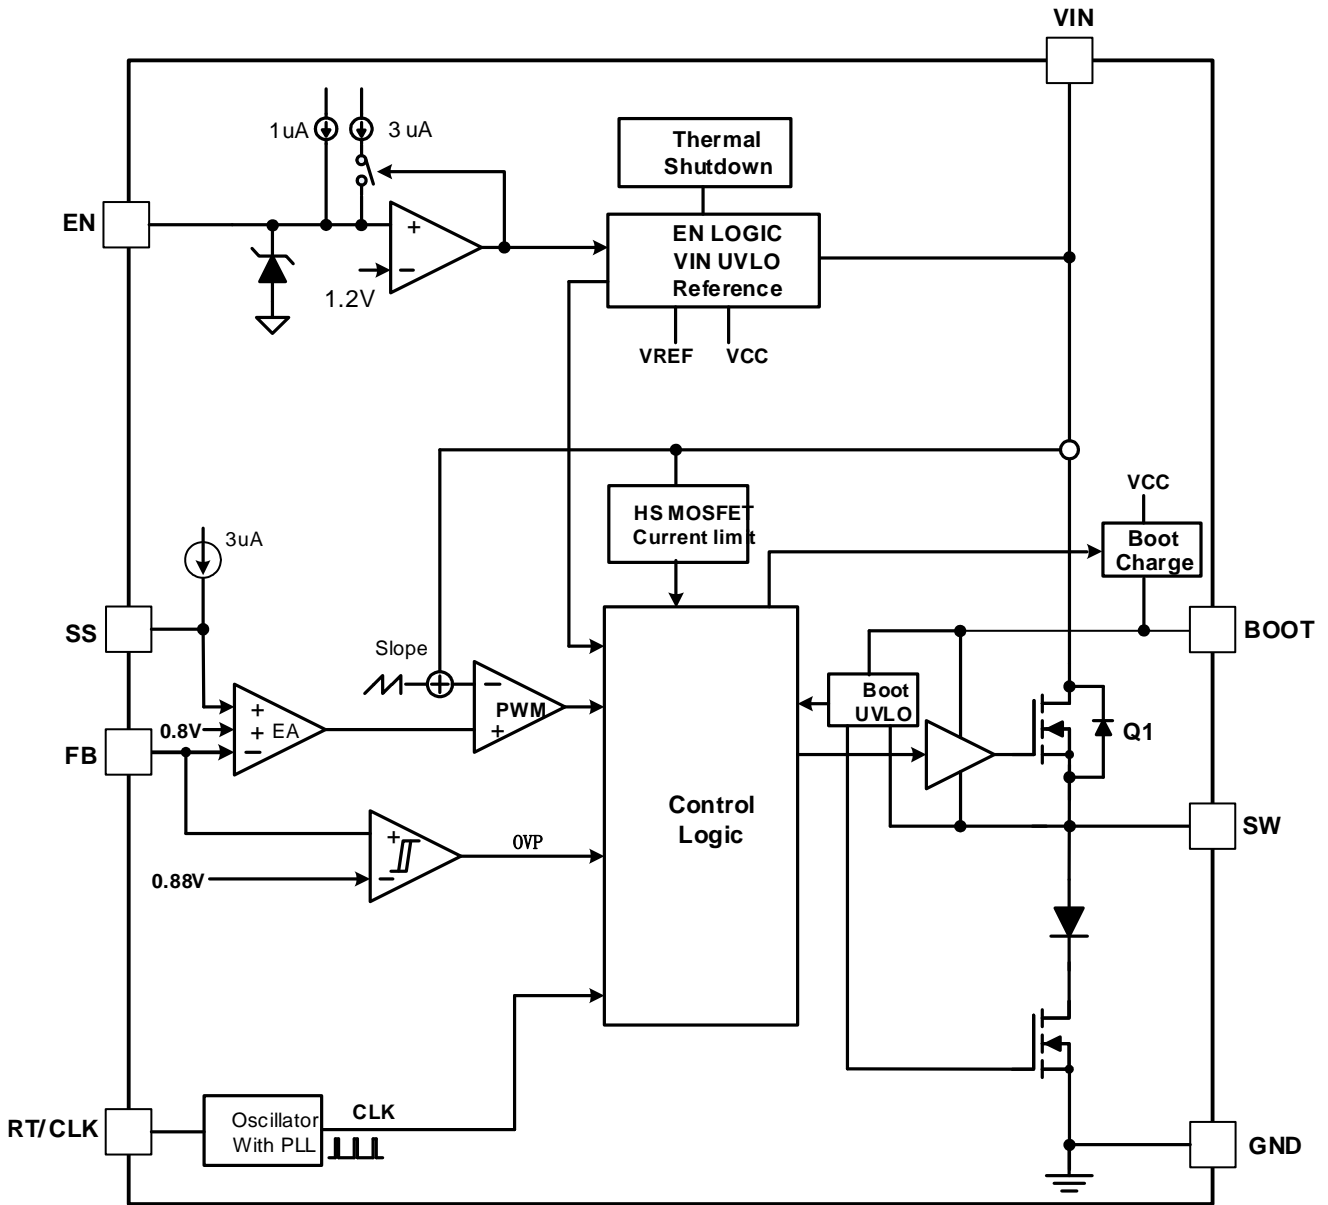 VIN
1uA
3 uA
Thermal
Shutdown
EN
+
−
1.2V
EN LOGIC
VIN UVLO
Reference
VREF
VCC
HS MOSFET
Current limit
VCC
Boot
Charge
3uA
SS
BOOT
Slope
+
−
PWM
+
Boot
UVLO
+
0.8V
+ EA
−
FB
Q1
Control
Logic
SW
+
OVP
0.88V
−
CLK
Oscillator
With PLL
RT/CLK
GND